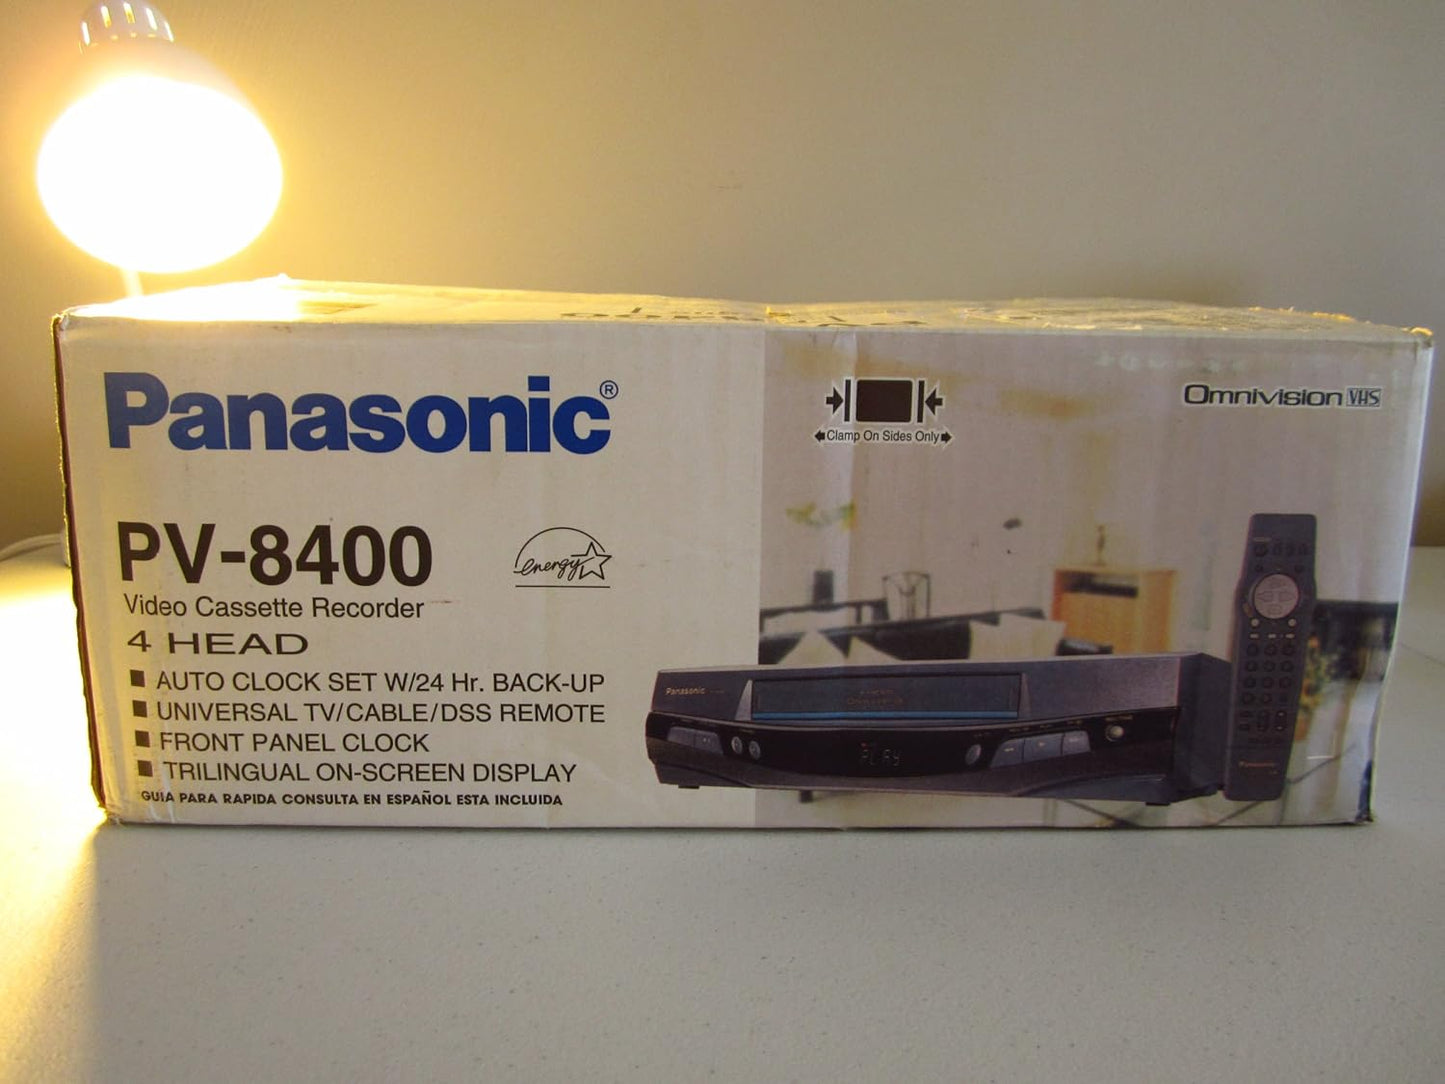 Panasonic®
PV-8400
Video Cassette Recorder
4 HEAD
energy
■ AUTO CLOCK SET W/24 Hr. BACK-UP
■ UNIVERSAL TV/CABLE/DSS REMOTE
■ FRONT PANEL CLOCK
■ TRILINGUAL ON-SCREEN DISPLAY
GUIA PARA RAPIDA CONSULTA EN ESPAÑOL ESTA INCLUIDA
Clamp On Sides Only
Omnivision VHS
Panasonic
PLAY
Panasonic